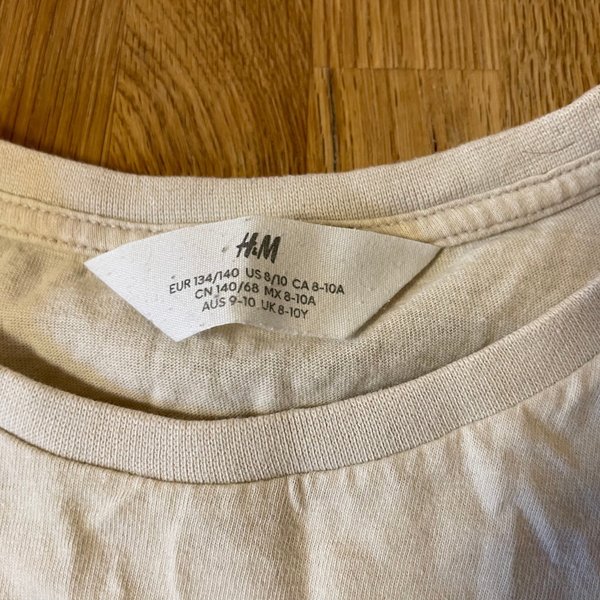 H&M
EUR 134/140 US 8/10 CA 8-10A
CN 140/68 MX 8-10A
AUS 9-10 UK 8-10Y